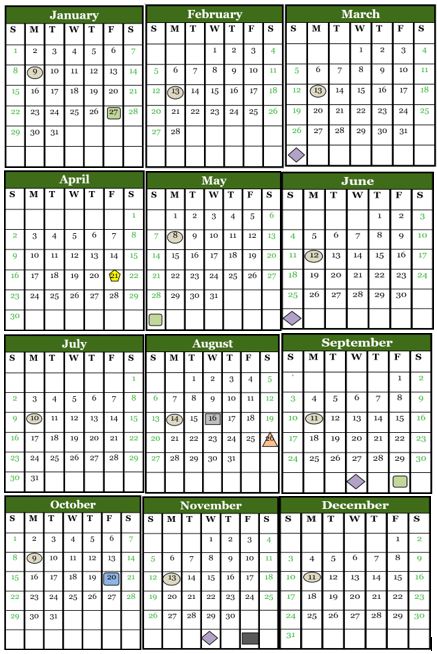 January
S M T W T F S
1 2 3 4 5 6 7
8 9 10 11 12 13 14
15 16 17 18 19 20 21
22 23 24 25 26 27 28
29 30 31
February
S M T W T F S
1 2 3 4
5 6 7 8 9 10 11
12 13 14 15 16 17 18
20 21 22 23 24 25 26
27 28
March
S M T W T F S
1 2 3 4
5 6 7 8 9 10 11
12 13 14 15 16 17 18
19 20 21 22 23 24 25
26 27 28 29 30 31
April
S M T W T F S
1
2 3 4 5 6 7 8
9 10 11 12 13 14 15
16 17 18 19 20 21 22
23 24 25 26 27 28 29
30
May
S M T W T F S
1 2 3 4 5 6
7 8 9 10 11 12 13
14 15 16 17 18 19 20
21 22 23 24 25 26 27
28 29 30 31
June
S M T W T F S
1 2 3
4 5 6 7 8 9 10
11 12 13 14 15 16 17
18 19 20 21 22 23 24
25 26 27 28 29 30
July
S M T W T F S
1
2 3 4 5 6 7 8
9 10 11 12 13 14 15
16 17 18 19 20 21 22
23 24 25 26 27 28 29
30 31
August
S M T W T F S
1 2 3 4 5
6 7 8 9 10 11 12
13 14 15 16 17 18 19
20 21 22 23 24 25 26
27 28 29 30 31
September
S M T W T F S
1 2
3 4 5 6 7 8 9
10 11 12 13 14 15 16
17 18 19 20 21 22 23
24 25 26 27 28 29 30
October
S M T W T F S
1 2 3 4 5 6 7
8 9 10 11 12 13 14
15 16 17 18 19 20 21
22 23 24 25 26 27 28
29 30 31
November
S M T W T F S
1 2 3 4
5 6 7 8 9 10 11
12 13 14 15 16 17 18
19 20 21 22 23 24 25
26 27 28 29 30
December
S M T W T F S
1 2
3 4 5 6 7 8 9
10 11 12 13 14 15 16
17 18 19 20 21 22 23
24 25 26 27 28 29 30
31